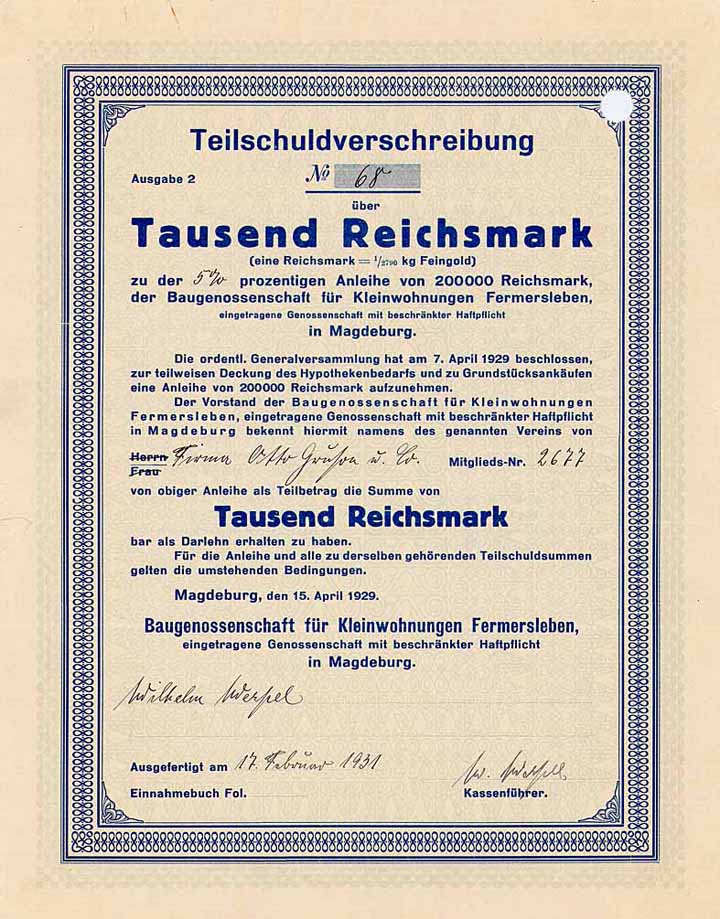 Teilschuldverschreibung
Ausgabe 2 № 68
über
Tausend Reichsmark
(eine Reichsmark = 1/2790 kg Feingold)
zu der 5% prozentigen Anleihe von 200000 Reichsmark,
der Baugenossenschaft für Kleinwohnungen Fermersleben,
eingetragene Genossenschaft mit beschränkter Haftpflicht
in Magdeburg.
Die ordentl. Generalversammlung hat am 7. April 1929 beschlossen,
zur teilweisen Deckung des Hypothekenbedarfs und zu Grundstücksankäufen
eine Anleihe von 200000 Reichsmark aufzunehmen.
Der Vorstand der Baugenossenschaft für Kleinwohnungen
Fermersleben, eingetragene Genossenschaft mit beschränkter Haftpflicht
in Magdeburg bekennt hiermit namens des genannten Vereins von
Herrn
Frau Firma Otto Gruson u. Co. Mitglieds-Nr. 2677
von obiger Anleihe als Teilbetrag die Summe von
Tausend Reichsmark
bar als Darlehn erhalten zu haben.
Für die Anleihe und alle zu derselben gehörenden Teilschuldsummen
gelten die umstehenden Bedingungen.
Magdeburg, den 15. April 1929.
Baugenossenschaft für Kleinwohnungen Fermersleben,
eingetragene Genossenschaft mit beschränkter Haftpflicht
in Magdeburg.
Wilhelm
Ausgefertigt am 17. Februar 1931 W.
Einnahmebuch Fol. Kassenführer.